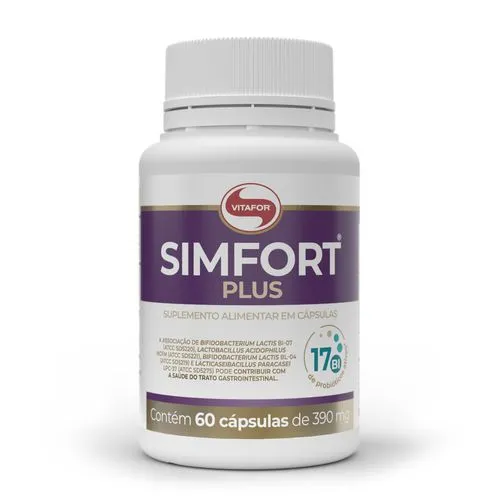 VITAFOR
SIMFORT®
PLUS
SUPLEMENTO ALIMENTAR EM CÁPSULAS
A ASSOCIAÇÃO DE BIFIDOBACTERIUM LACTIS BI-07
(ATCC SD5220), LACTOBACILLUS ACIDOPHILUS
NCFM (ATCC SD5221), BIFIDOBACTERIUM LACTIS BL-04
(ATCC SD5219) E LACTICASEIBACILLUS PARACASEI
LPC-37 (ATCC SD5275) PODE CONTRIBUIR COM
A SAÚDE DO TRATO GASTROINTESTINAL.
17 BI
de probióticos
Contém 60 cápsulas de 390 mg